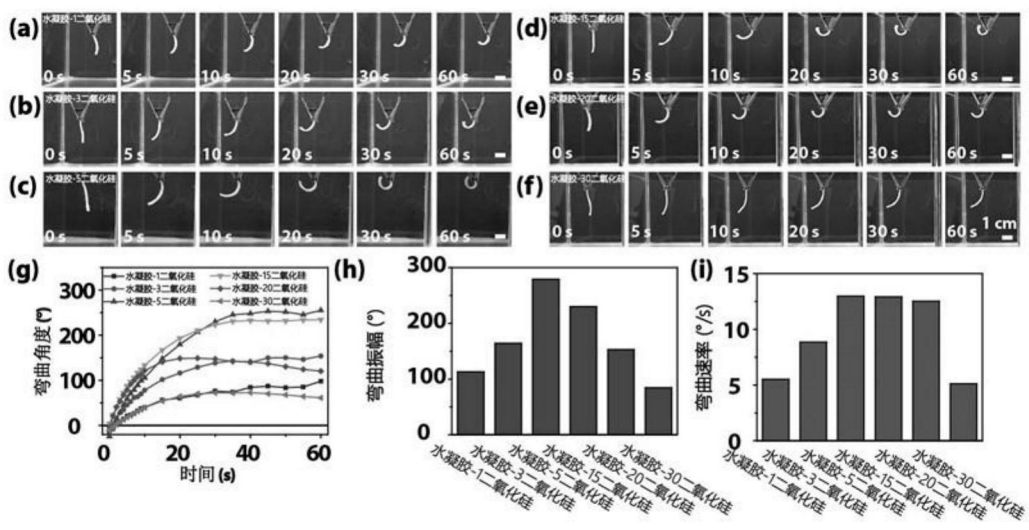 (a) 水凝胶-1二氧化硅
0 s 5 s 10 s 20 s 30 s 60 s
(b) 水凝胶-3二氧化硅
0 s 5 s 10 s 20 s 30 s 60 s
(c) 水凝胶-5二氧化硅
0 s 5 s 10 s 20 s 30 s 60 s
(d) 水凝胶-15二氧化硅
0 s 5 s 10 s 20 s 30 s 60 s
(e) 水凝胶-20二氧化硅
0 s 5 s 10 s 20 s 30 s 60 s
(f) 水凝胶-30二氧化硅
1 cm
0 s 5 s 10 s 20 s 30 s 60 s
(g)
水凝胶-1二氧化硅 水凝胶-15二氧化硅
水凝胶-3二氧化硅 水凝胶-20二氧化硅
水凝胶-5二氧化硅 水凝胶-30二氧化硅
弯曲角度 (°)
300
200
100
0
0 20 40 60
时间 (s)
(h)
弯曲振幅 (°)
300
200
100
0
水凝胶-1二氧化硅
水凝胶-3二氧化硅
水凝胶-5二氧化硅
水凝胶-15二氧化硅
水凝胶-20二氧化硅
水凝胶-30二氧化硅
(i)
弯曲速率 (°/s)
15
10
5
0
水凝胶-1二氧化硅
水凝胶-3二氧化硅
水凝胶-5二氧化硅
水凝胶-15二氧化硅
水凝胶-20二氧化硅
水凝胶-30二氧化硅